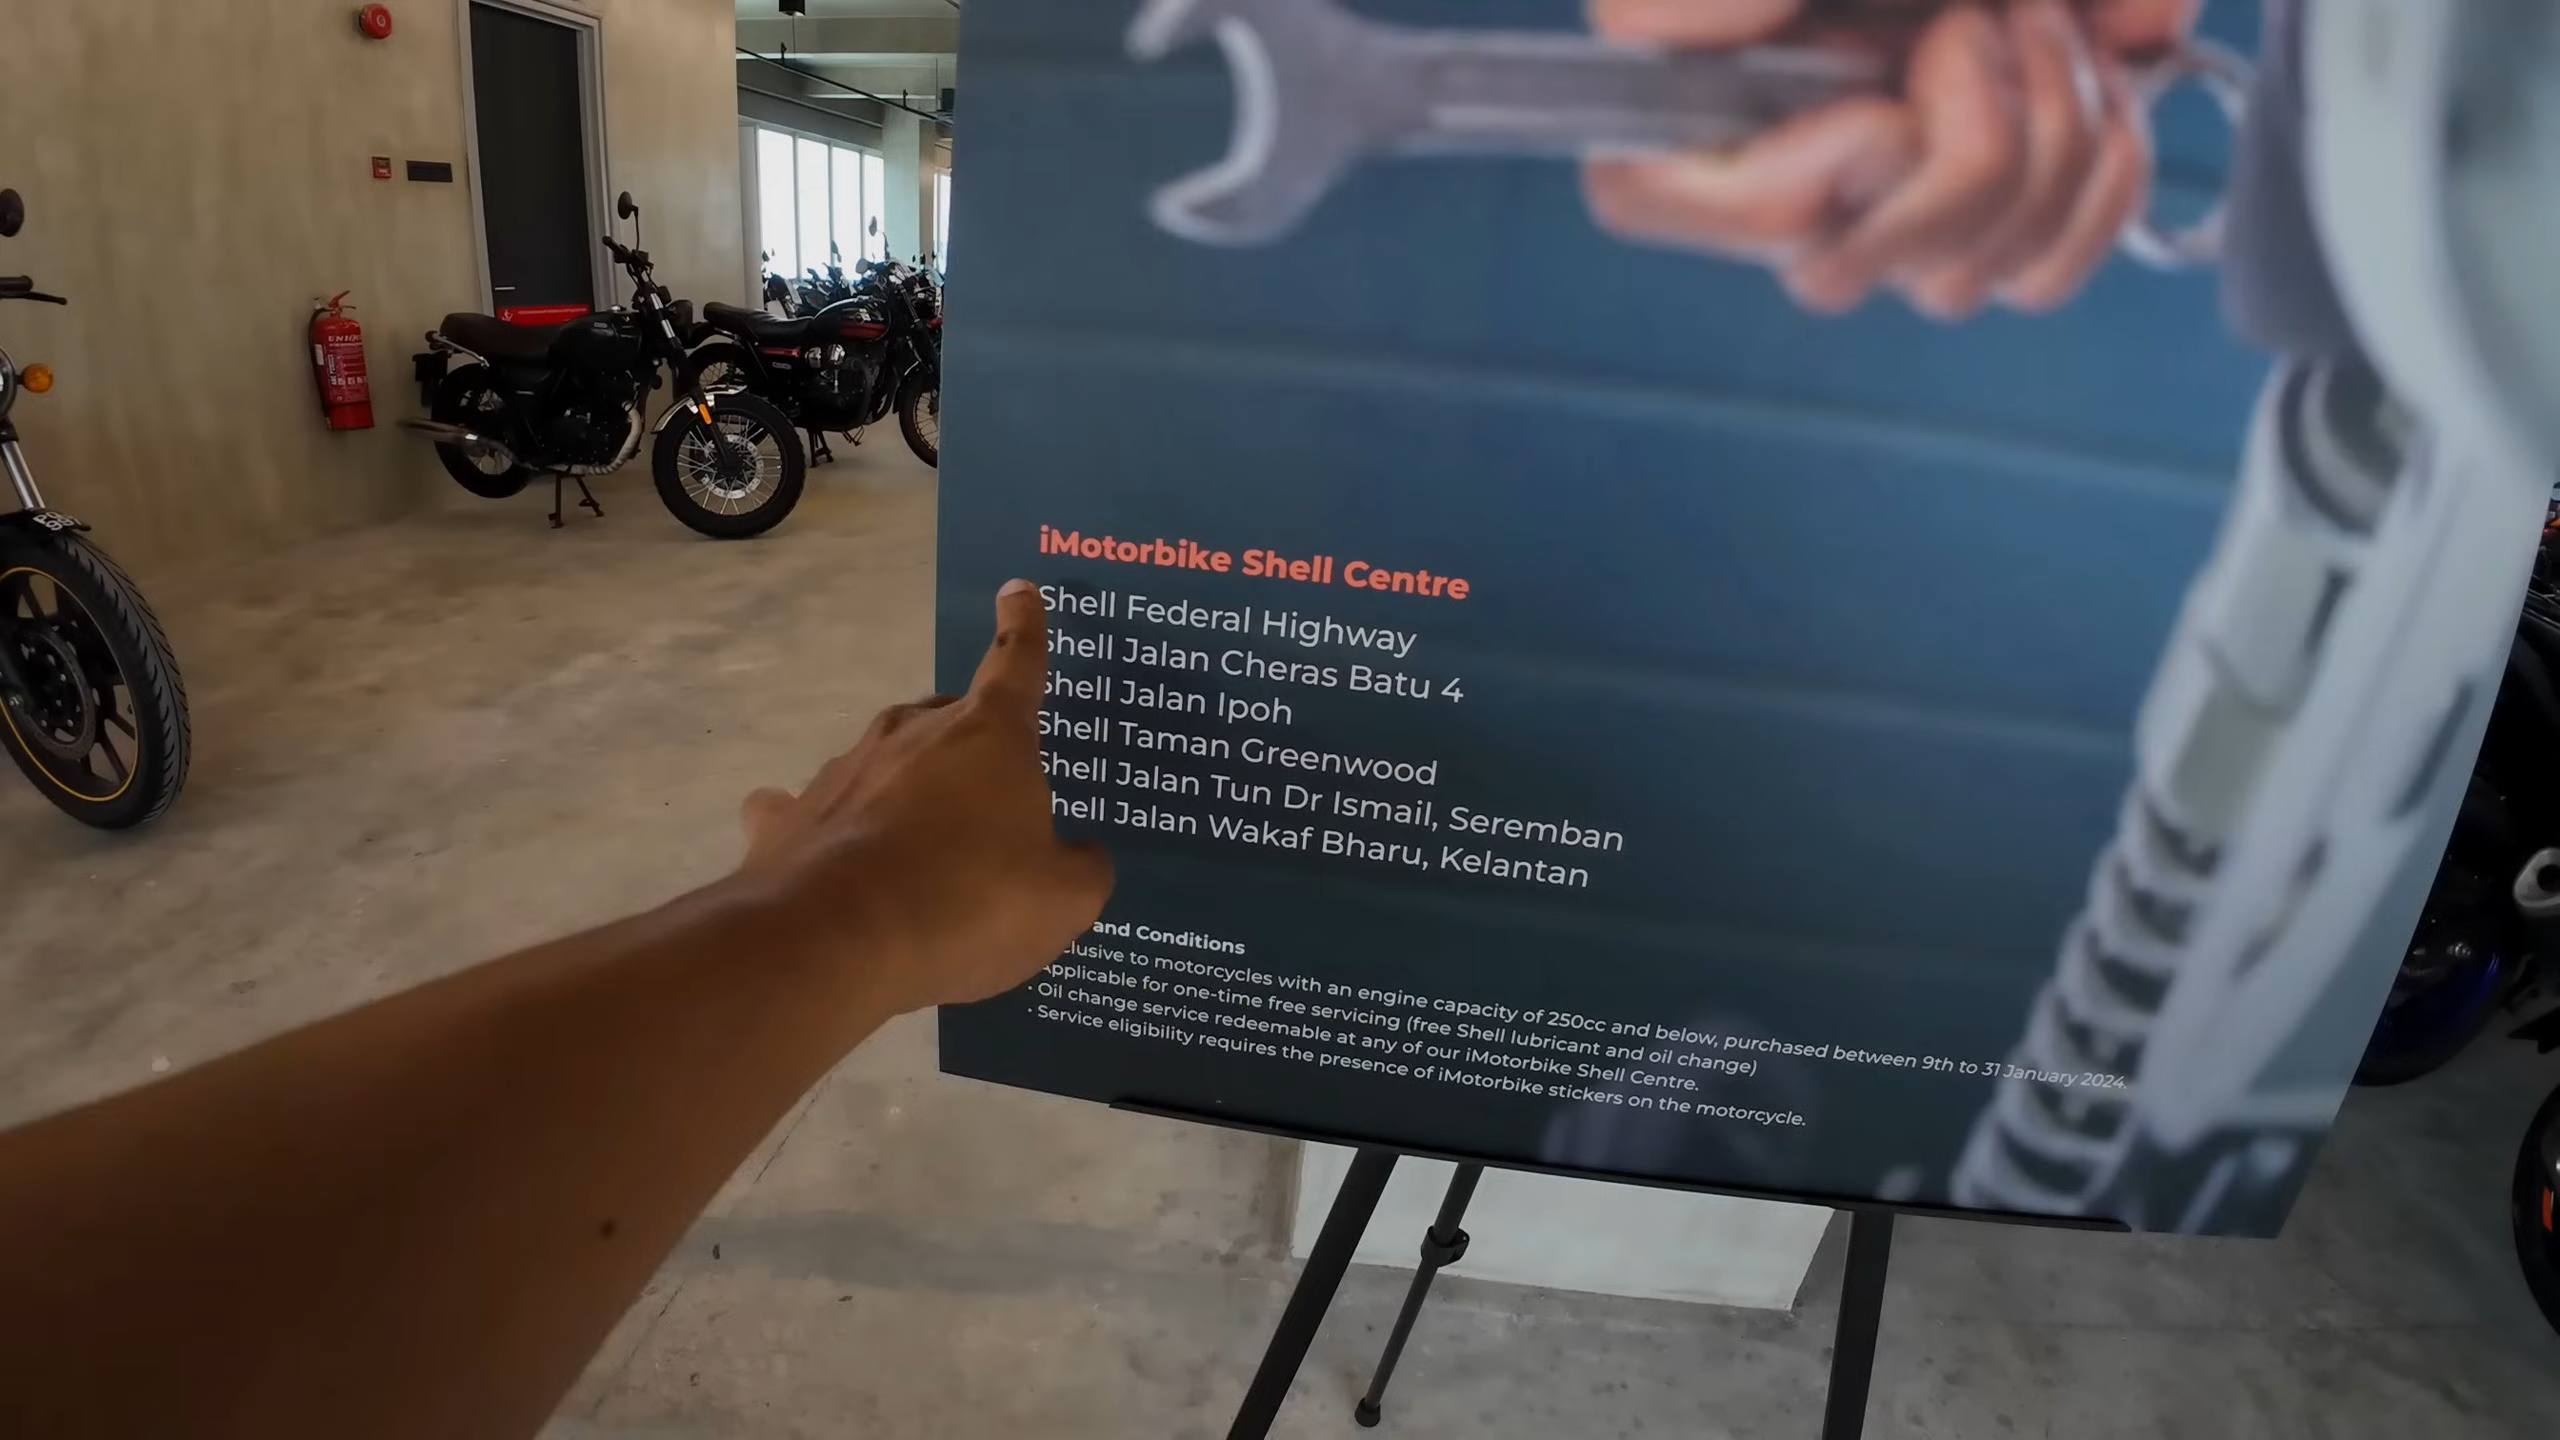 UNIQUE
iMotorbike Shell Centre
Shell Federal Highway
Shell Jalan Cheras Batu 4
Shell Jalan Ipoh
Shell Taman Greenwood
Shell Jalan Tun Dr Ismail, Seremban
hell Jalan Wakaf Bharu, Kelantan
and Conditions
clusive to motorcycles with an engine capacity of 250cc and below, purchased between 9th to 31 January 2024.
Applicable for one-time free servicing (free Shell lubricant and oil change)
• Oil change service redeemable at any of our iMotorbike Shell Centre.
• Service eligibility requires the presence of iMotorbike stickers on the motorcycle.